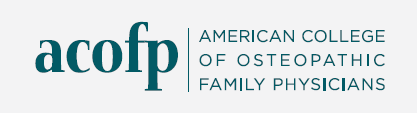 acofp
AMERICAN COLLEGE
OF OSTEOPATHIC
FAMILY PHYSICIANS